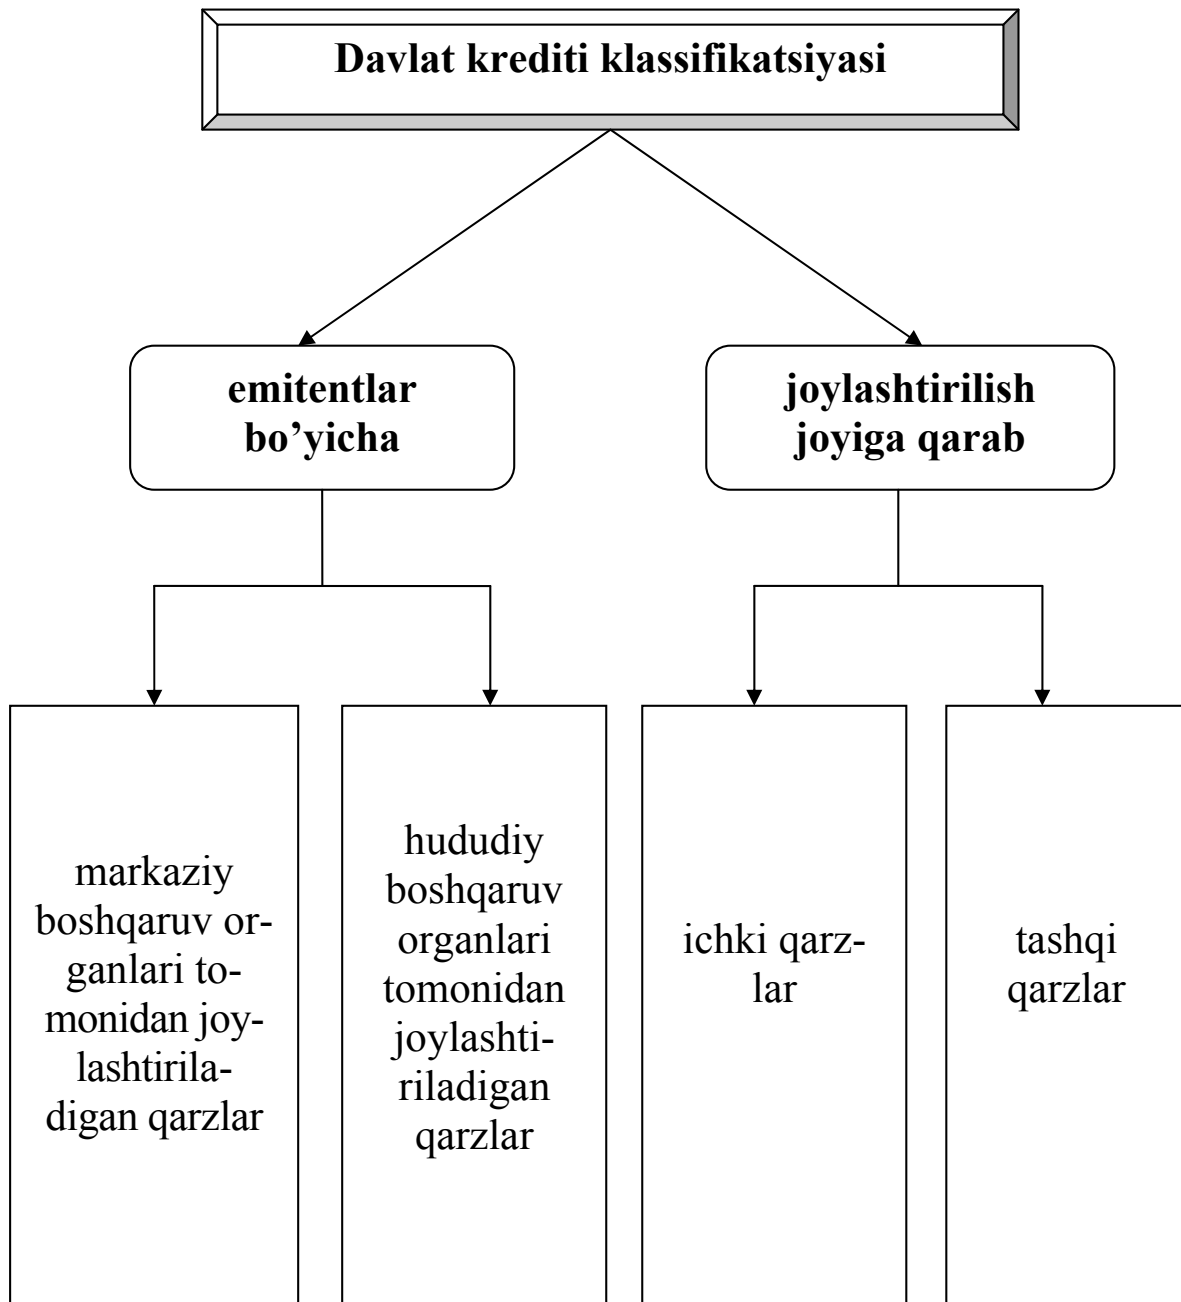 Davlat krediti klassifikatsiyasi
emitentlar
bo’yicha
joylashtirilish
joyiga qarab
markaziy
boshqaruv or-
ganlari to-
monidan joy-
lashtirila-
digan qarzlar
hududiy
boshqaruv
organlari
tomonidan
joylashti-
riladigan
qarzlar
ichki qarz-
lar
tashqi
qarzlar